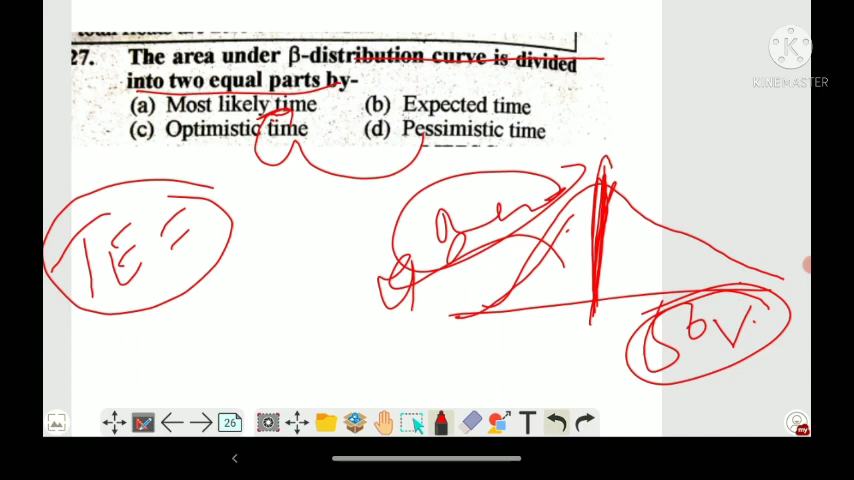 27. The area under β-distribution curve is divided
into two equal parts by-
(a) Most likely time (b) Expected time
(c) Optimistic time (d) Pessimistic time
KINEMASTER
TE =
26
T
my